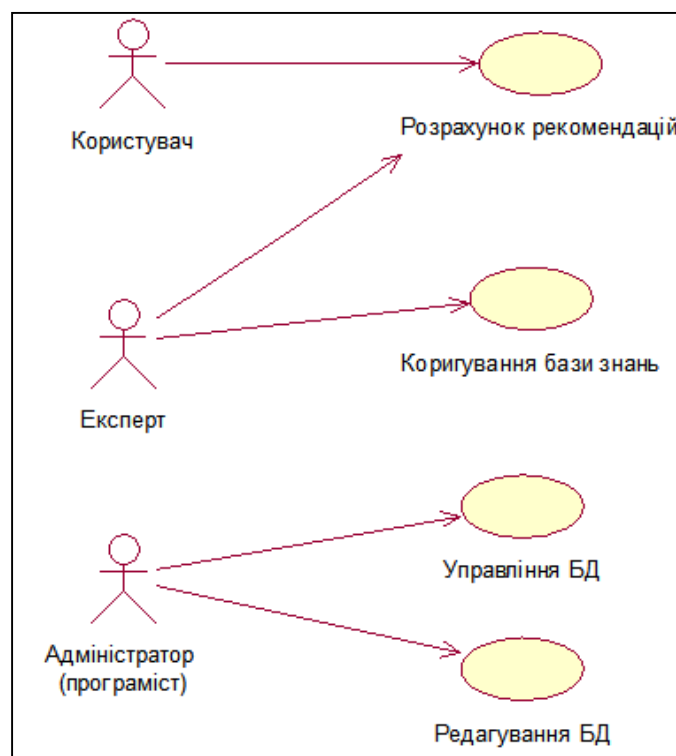 Користувач
Розрахунок рекомендацій
Експерт
Коригування бази знань
Адміністратор
(програміст)
Управління БД
Редагування БД